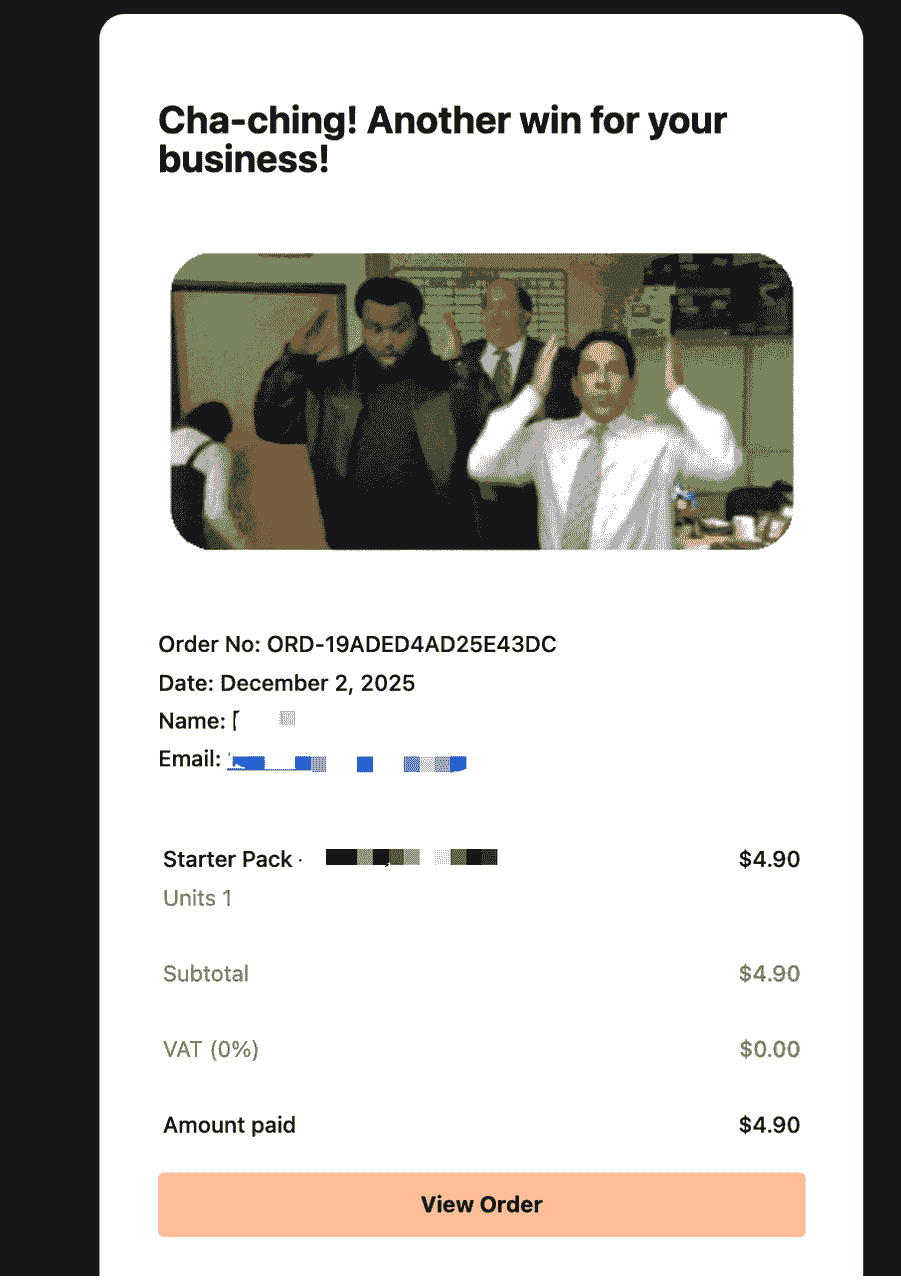 Cha-ching! Another win for your
business!
Order No: ORD-19ADED4AD25E43DC
Date: December 2, 2025
Name:
Email:
Starter Pack · $4.90
Units 1
Subtotal $4.90
VAT (0%) $0.00
Amount paid $4.90
View Order